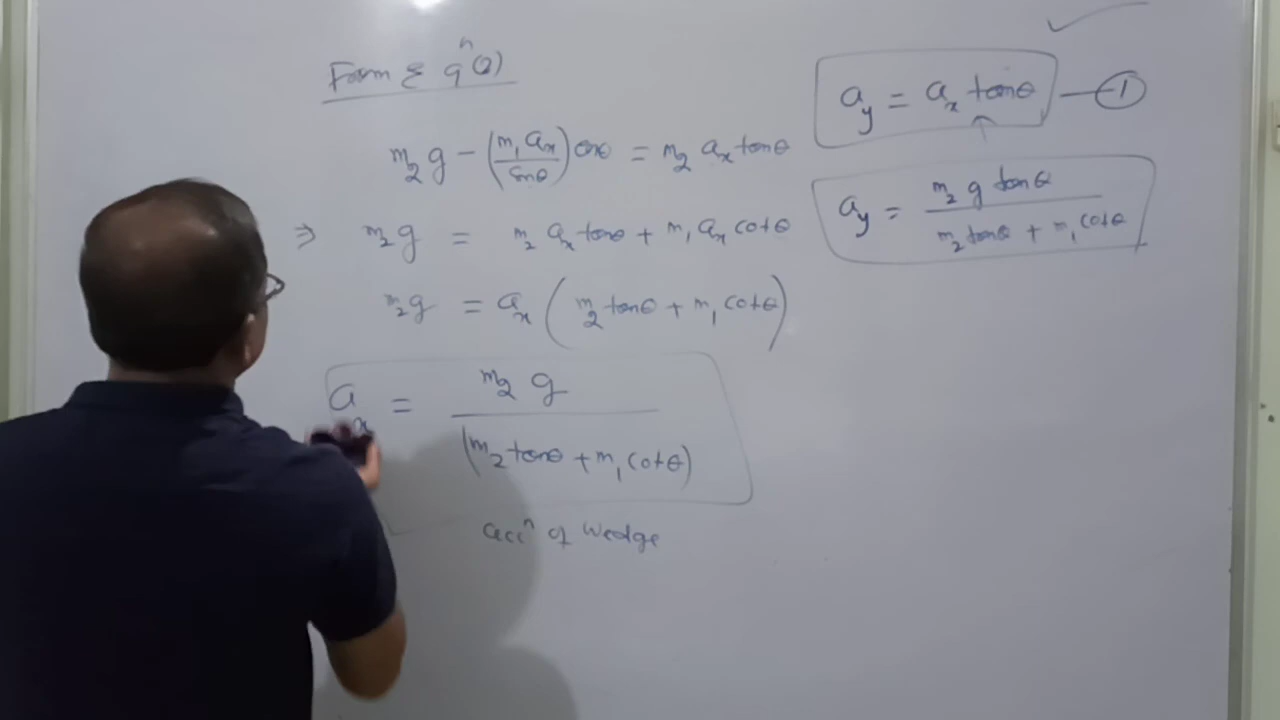 Form Σ qⁿ (2)
m₂g − (m₁aₓ/sinθ) cosθ = m₂ aₓ tanθ
⇒ m₂g = m₂ aₓ tanθ + m₁ aₓ cotθ
m₂g = aₓ (m₂ tanθ + m₁ cotθ)
aₓ = m₂ g / (m₂ tanθ + m₁ cotθ)
accⁿ of wedge
a_y = aₓ tanθ — ①
a_y = m₂ g tanθ / m₂ tanθ + m₁ cotθ